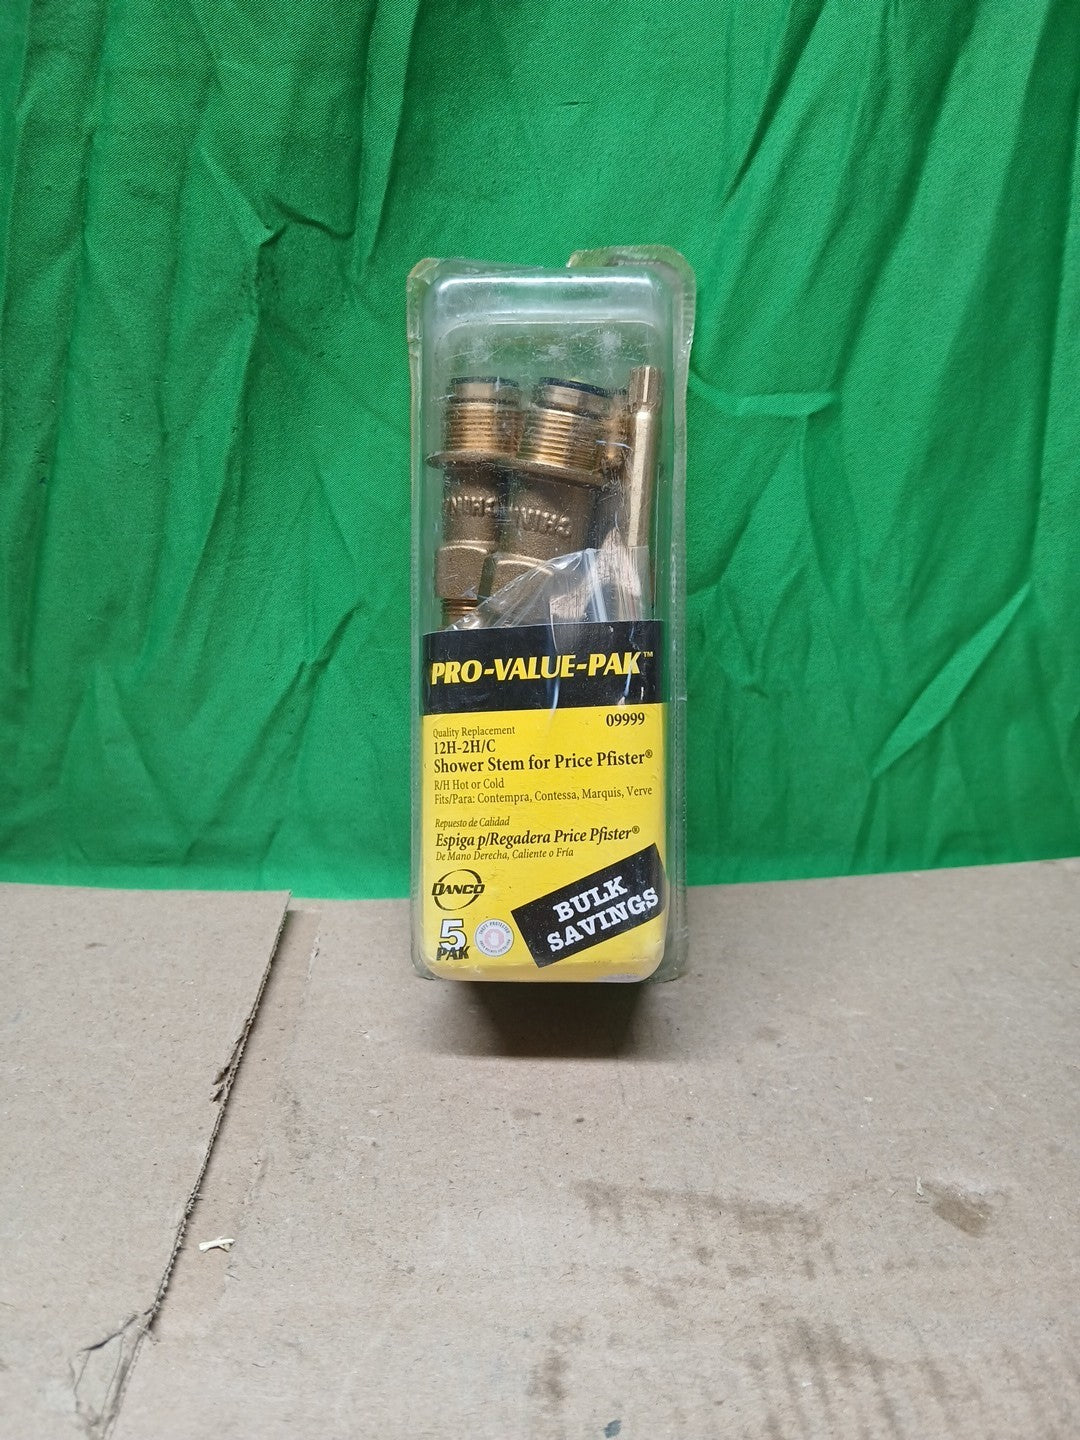 CHIN
CHIN
PRO-VALUE-PAK™
09999
Quality Replacement
12H-2H/C
Shower Stem for Price Pfister®
R/H Hot or Cold
Fits/Para: Contempra, Contessa, Marquis, Verve
Repuesto de Calidad
Espiga p/Regadera Price Pfister®
De Mano Derecha, Caliente o Fría
DANCO
BULK
SAVINGS
5
PAK